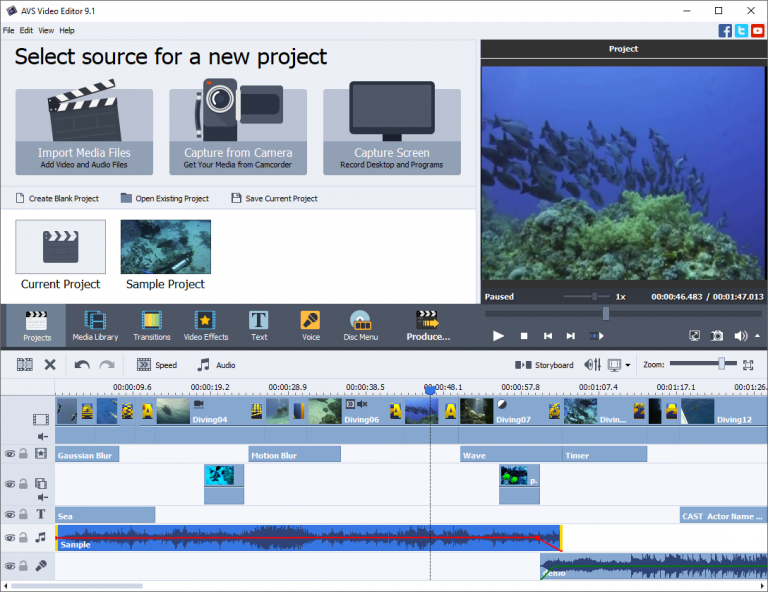 AVS Video Editor 9.1
File Edit View Help
Select source for a new project
Project
Import Media Files
Add Video and Audio Files
Capture from Camera
Get Your Media from Camcorder
Capture Screen
Record Desktop and Programs
Create Blank Project Open Existing Project Save Current Project
Current Project Sample Project
Paused 1x 00:00:46.483 / 00:01:47.013
Projects Media Library Transitions Video Effects Text Voice Disc Menu Produce...
Speed Audio Storyboard Zoom:
00:00:09.6 00:00:19.2 00:00:28.9 00:00:38.5 00:00:48.1 00:00:57.8 00:01:07.4 00:01:17.1 00:01:26.
Diving04 Diving06 Diving07 Divin... Diving12
Gaussian Blur Motion Blur Wave Timer
p.
Sea CAST Actor Name ...
Sample